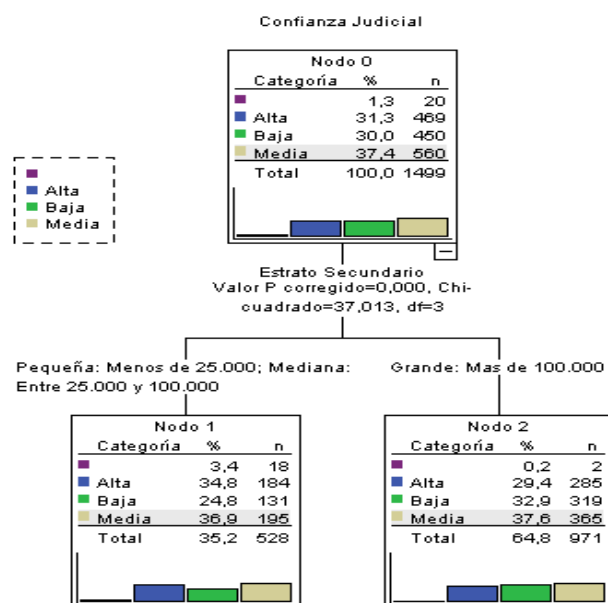 Confianza Judicial
Nodo 0
Categoría % n
1,3 20
Alta 31,3 469
Baja 30,0 450
Media 37,4 560
Total 100,0 1499
Alta
Baja
Media
Estrato Secundario
Valor P corregido=0,000, Chi-
cuadrado=37,013, df=3
Pequeña: Menos de 25.000; Mediana:
Entre 25.000 y 100.000
Grande: Mas de 100.000
Nodo 1
Categoría % n
3,4 18
Alta 34,8 184
Baja 24,8 131
Media 36,9 195
Total 35,2 528
Nodo 2
Categoría % n
0,2 2
Alta 29,4 285
Baja 32,9 319
Media 37,6 365
Total 64,8 971